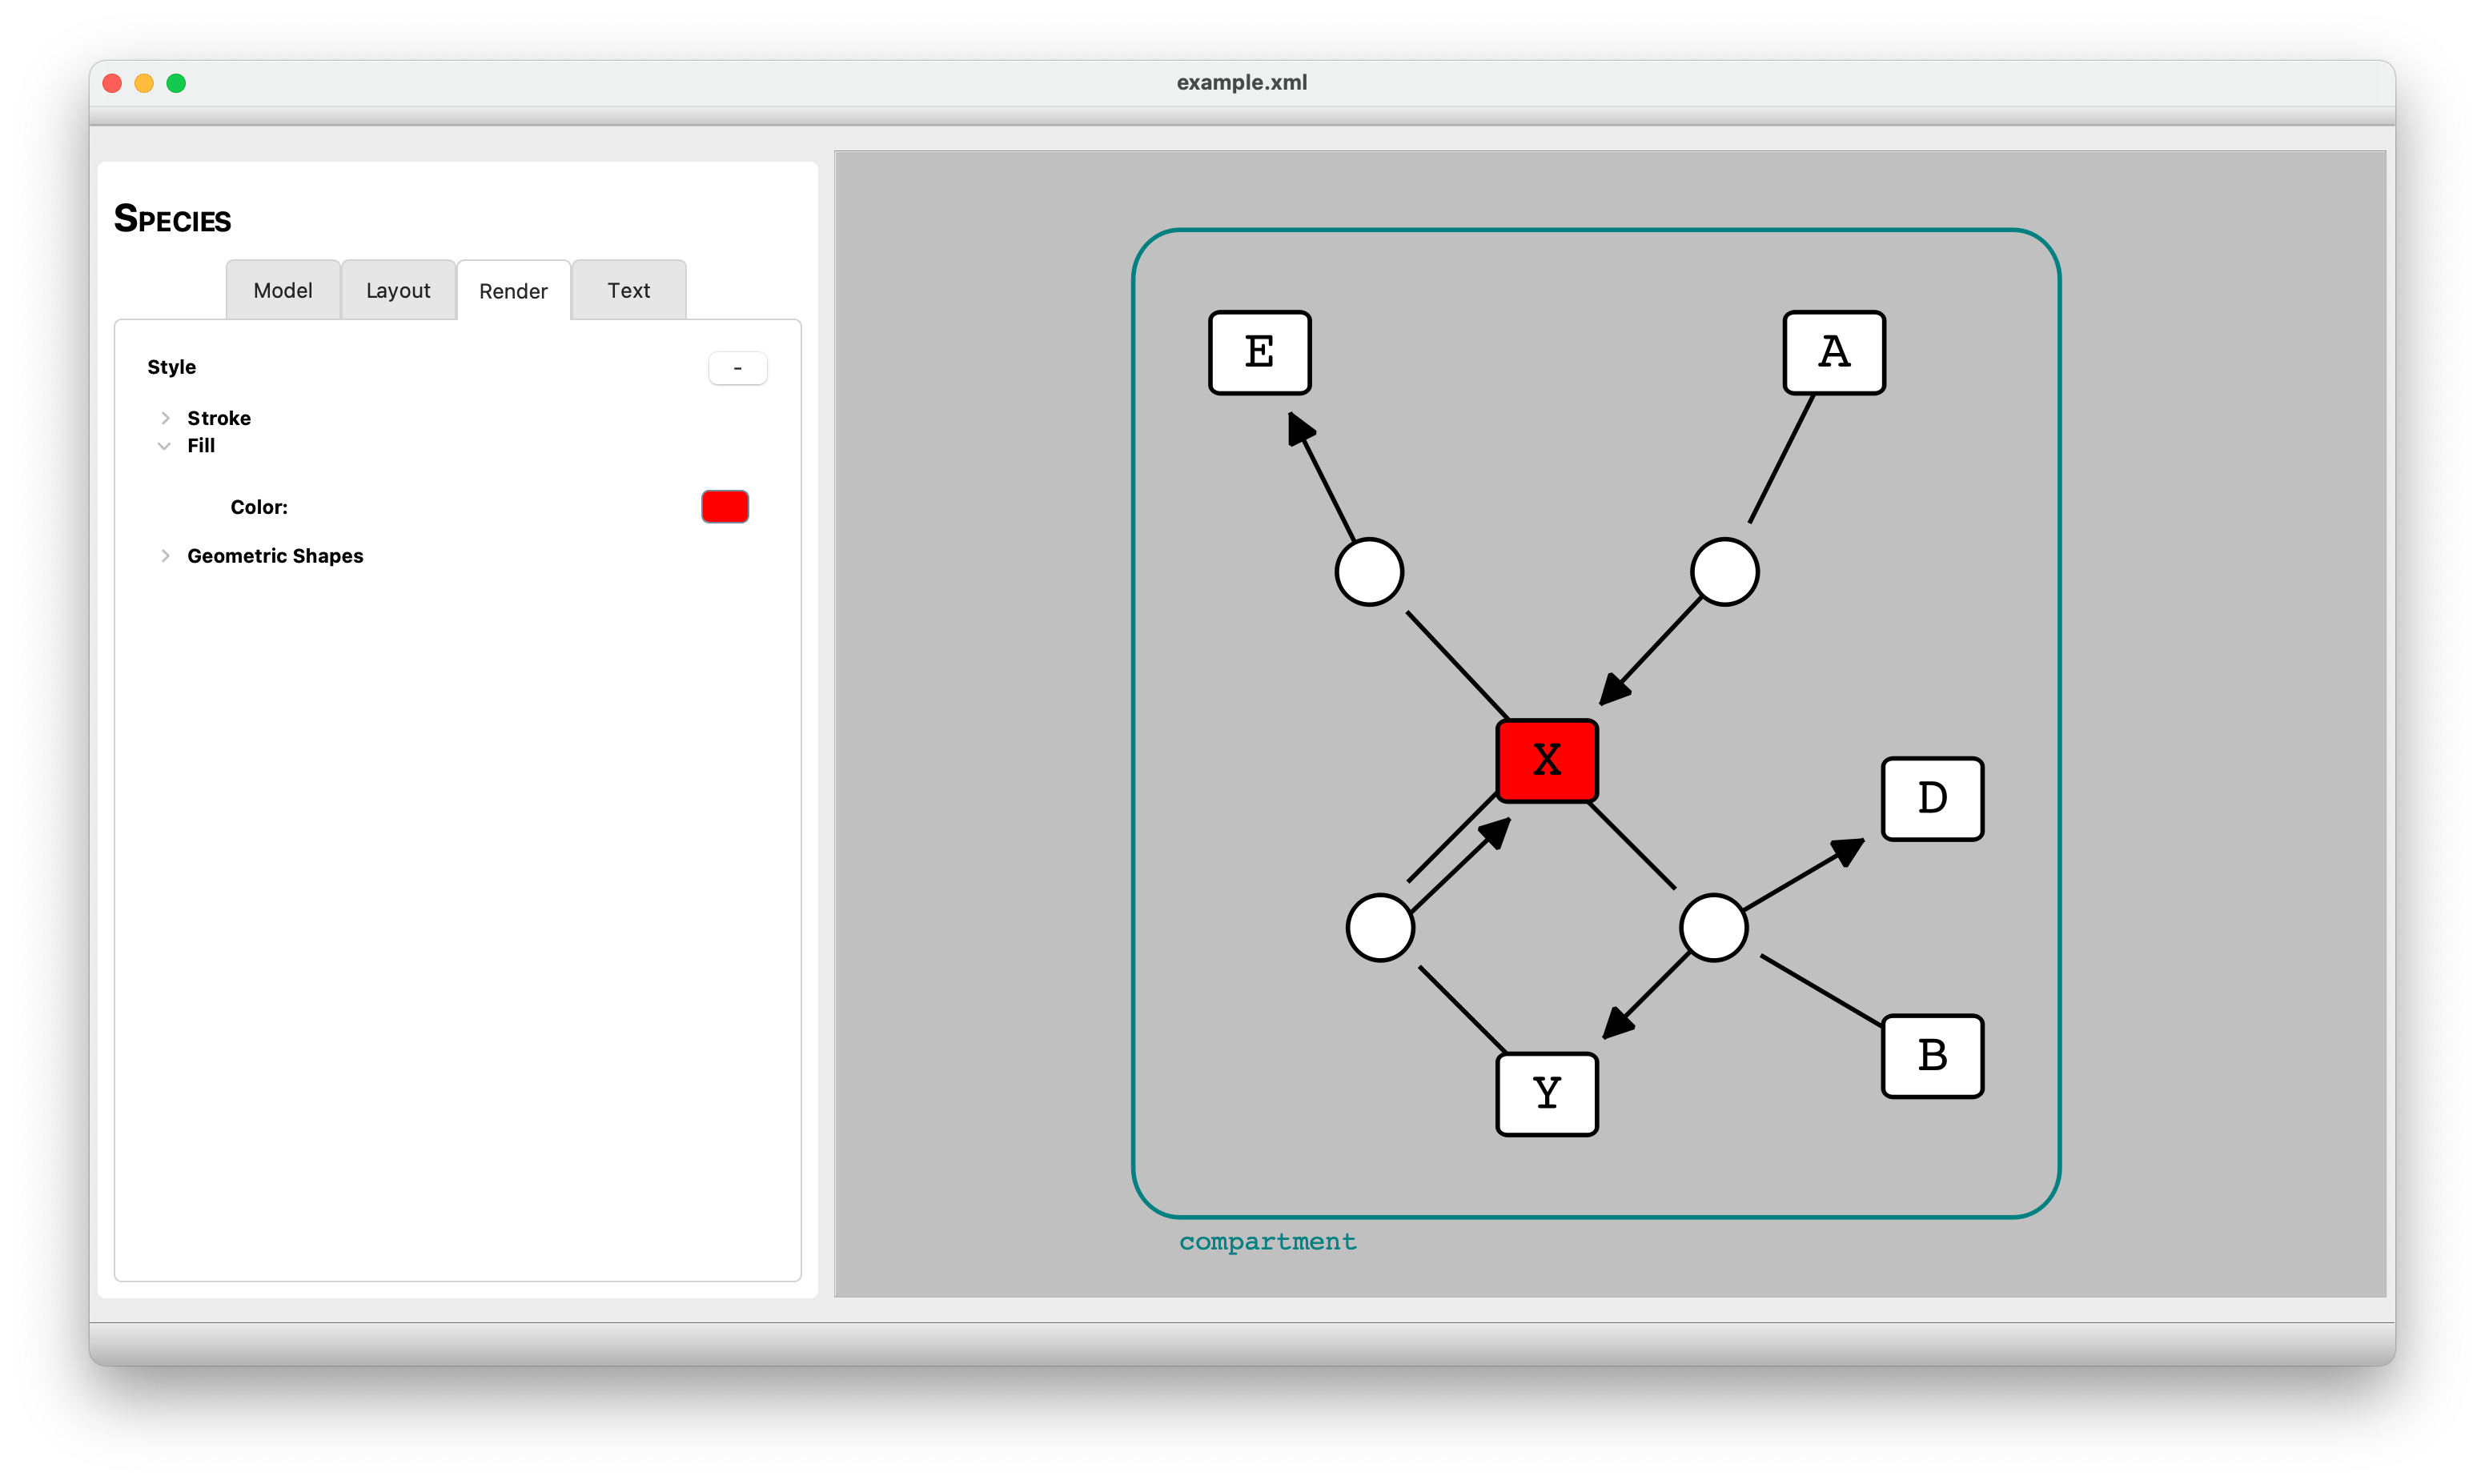 example.xml
Species
Model Layout Render Text
Style -
Stroke
Fill
Color:
Geometric Shapes
E A
X
D
B
Y
compartment